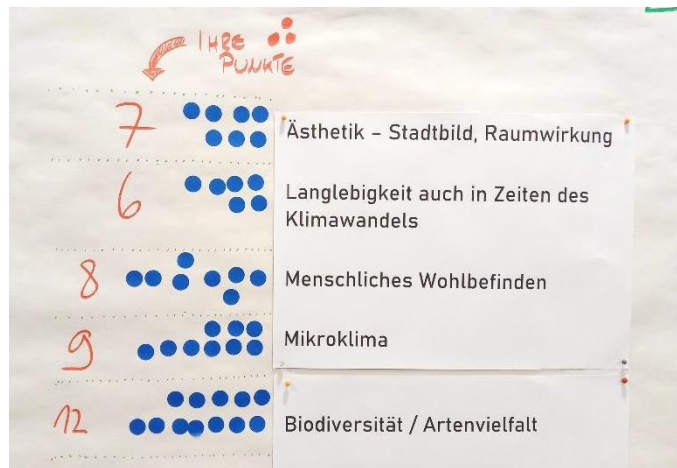 IHRE
PUNKTE
7
Ästhetik – Stadtbild, Raumwirkung
6
Langlebigkeit auch in Zeiten des
Klimawandels
8
Menschliches Wohlbefinden
9
Mikroklima
12
Biodiversität / Artenvielfalt